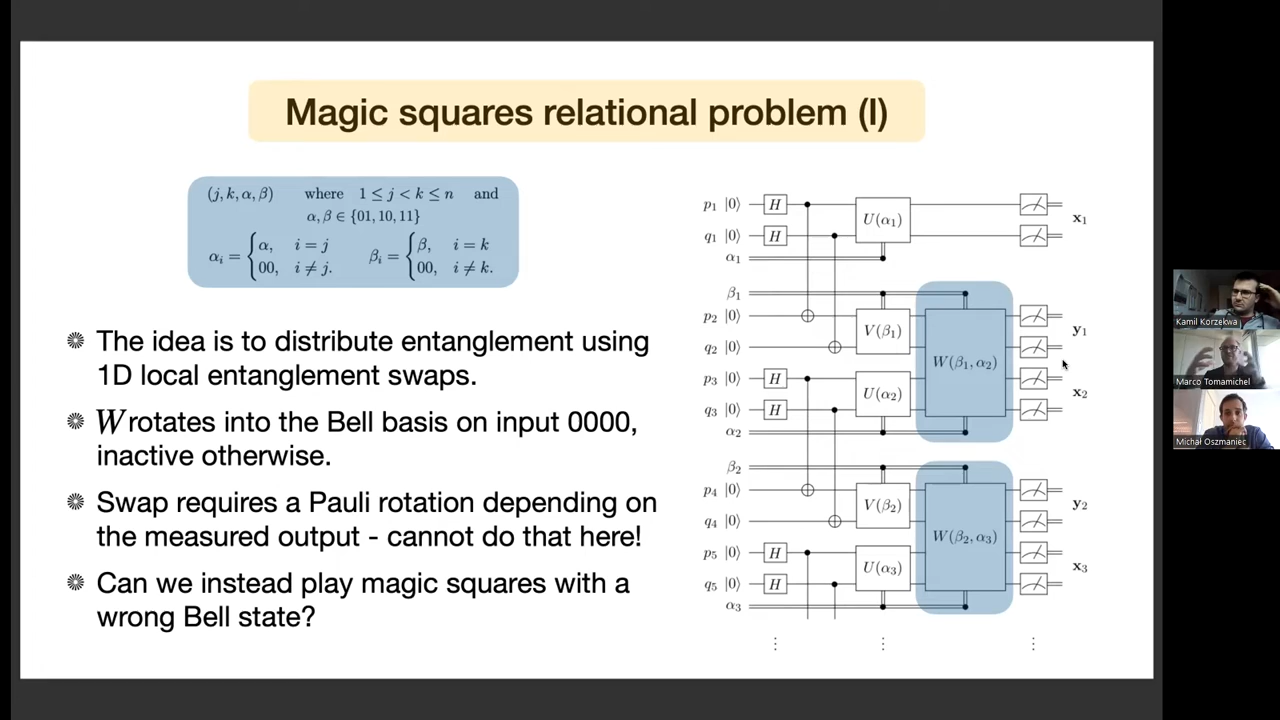 Magic squares relational problem (I)
(j, k, α, β) where 1 ≤ j < k ≤ n and
α, β ∈ {01, 10, 11}
αᵢ = { α, i = j
00, i ≠ j.
βᵢ = { β, i = k
00, i ≠ k.
The idea is to distribute entanglement using
1D local entanglement swaps.
W rotates into the Bell basis on input 0000,
inactive otherwise.
Swap requires a Pauli rotation depending on
the measured output - cannot do that here!
Can we instead play magic squares with a
wrong Bell state?
p₁ |0⟩ H U(α₁) x₁
q₁ |0⟩ H
α₁
β₁
p₂ |0⟩ V(β₁) W(β₁, α₂) y₁
q₂ |0⟩
p₃ |0⟩ H U(α₂) x₂
q₃ |0⟩ H
α₂
β₂
p₄ |0⟩ V(β₂) W(β₂, α₃) y₂
q₄ |0⟩
p₅ |0⟩ H U(α₃) x₃
q₅ |0⟩ H
α₃
⋮ ⋮ ⋮
Kamil Korzekwa
Marco Tomamichel
Michał Oszmaniec